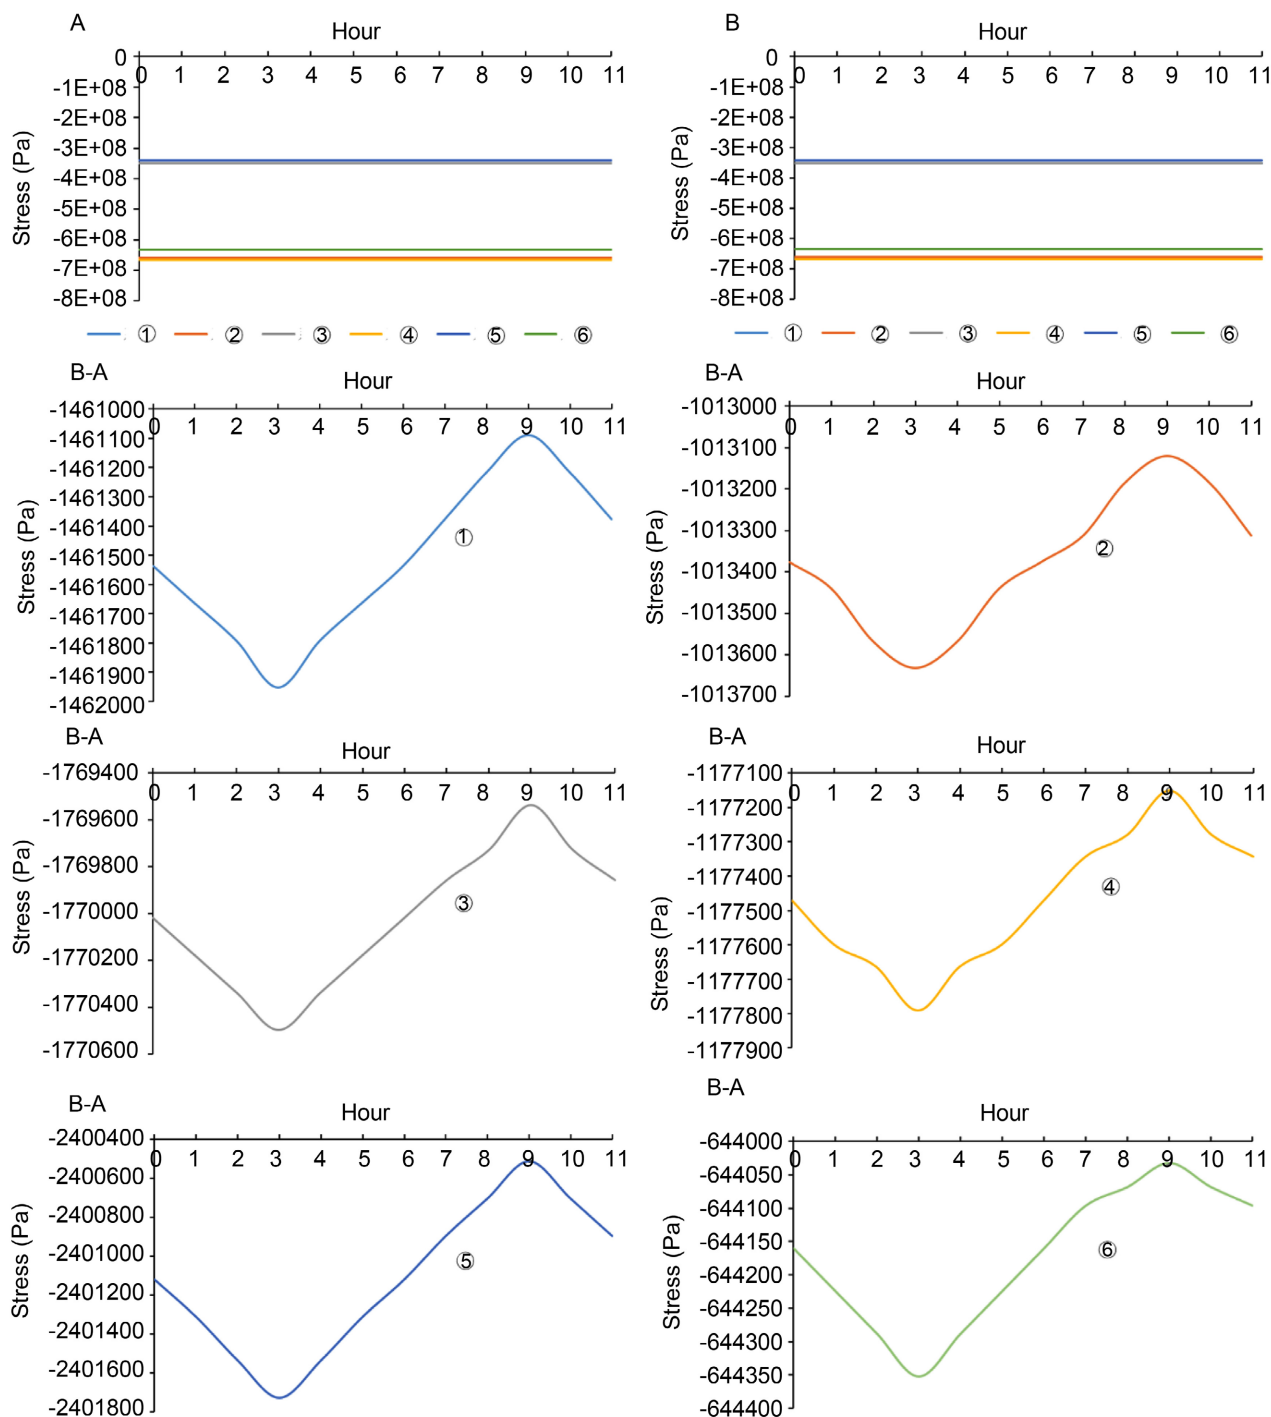 A
Hour
0
0 1 2 3 4 5 6 7 8 9 10 11
-1E+08
-2E+08
-3E+08
-4E+08
-5E+08
-6E+08
-7E+08
-8E+08
Stress (Pa)
① ② ③ ④ ⑤ ⑥
B
Hour
0
0 1 2 3 4 5 6 7 8 9 10 11
-1E+08
-2E+08
-3E+08
-4E+08
-5E+08
-6E+08
-7E+08
-8E+08
Stress (Pa)
① ② ③ ④ ⑤ ⑥
B-A
Hour
-1461000
0 1 2 3 4 5 6 7 8 9 10 11
-1461100
-1461200
-1461300
-1461400
-1461500
-1461600
-1461700
-1461800
-1461900
-1462000
Stress (Pa)
①
B-A
Hour
-1013000
0 1 2 3 4 5 6 7 8 9 10 11
-1013100
-1013200
-1013300
-1013400
-1013500
-1013600
-1013700
Stress (Pa)
②
B-A
Hour
-1769400
0 1 2 3 4 5 6 7 8 9 10 11
-1769600
-1769800
-1770000
-1770200
-1770400
-1770600
Stress (Pa)
③
B-A
Hour
-1177100
0 1 2 3 4 5 6 7 8 9 10 11
-1177200
-1177300
-1177400
-1177500
-1177600
-1177700
-1177800
-1177900
Stress (Pa)
④
B-A
Hour
-2400400
0 1 2 3 4 5 6 7 8 9 10 11
-2400600
-2400800
-2401000
-2401200
-2401400
-2401600
-2401800
Stress (Pa)
⑤
B-A
Hour
-644000
0 1 2 3 4 5 6 7 8 9 10 11
-644050
-644100
-644150
-644200
-644250
-644300
-644350
-644400
Stress (Pa)
⑥